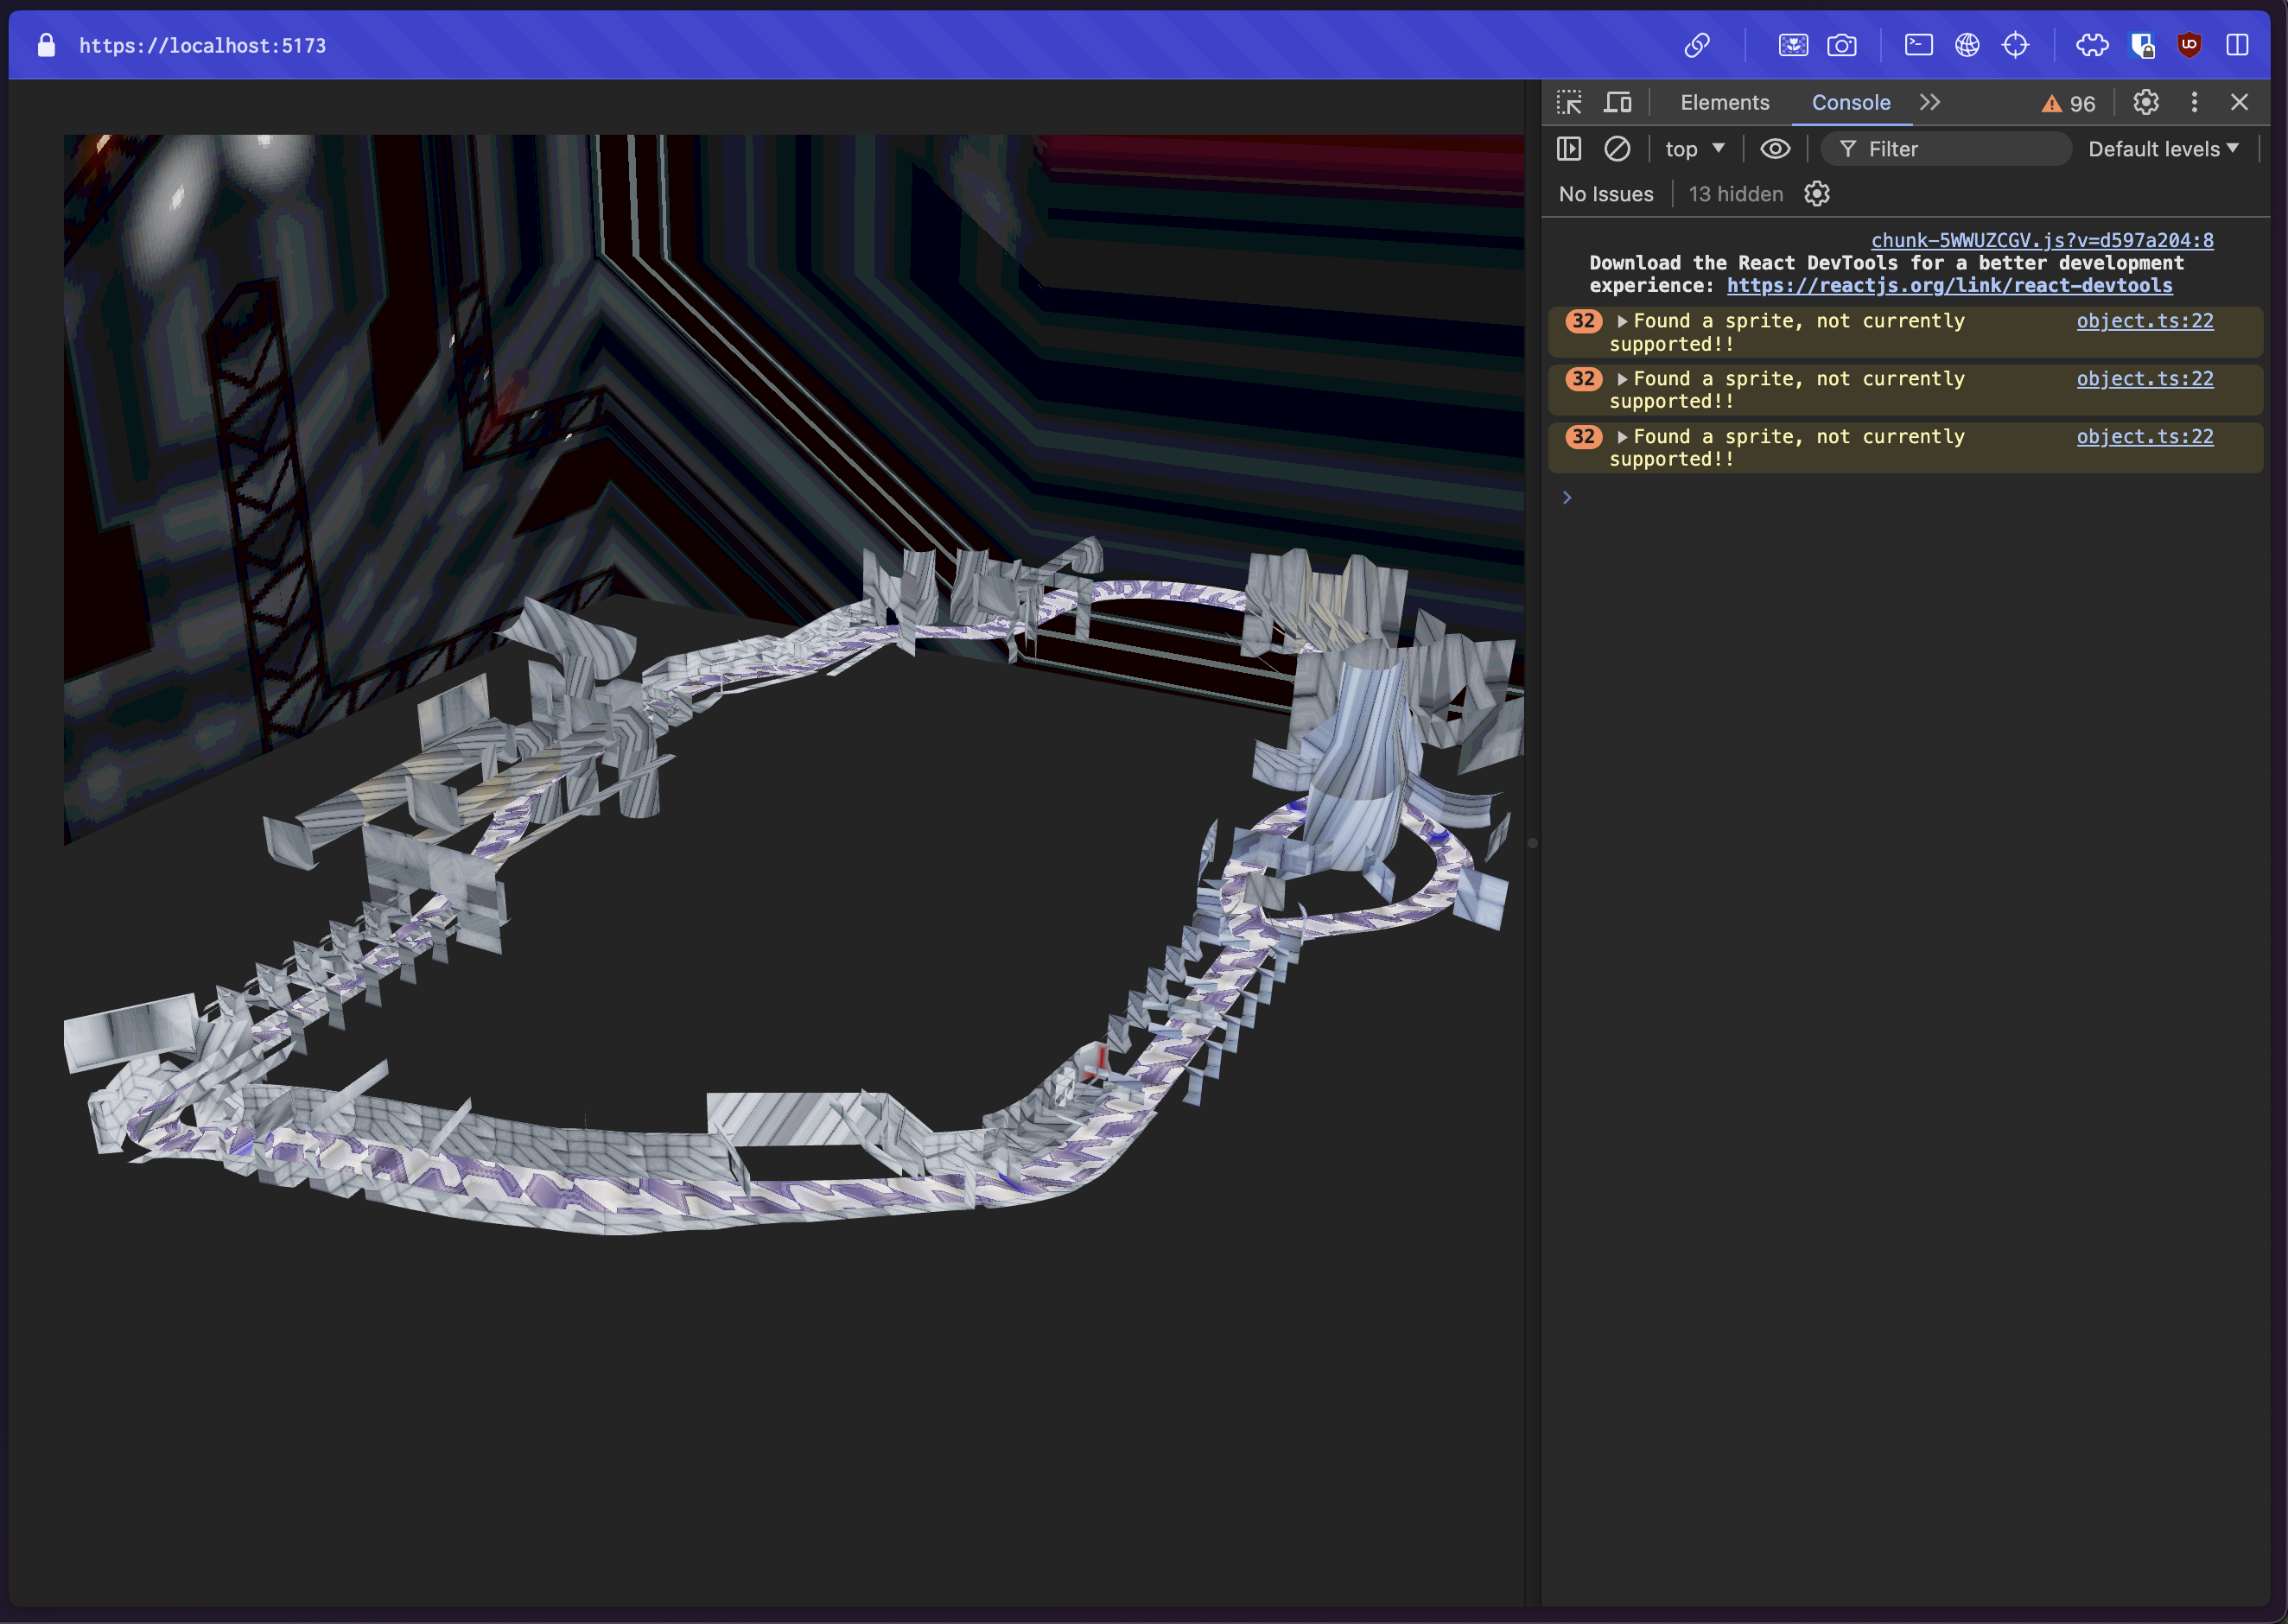 https://localhost:5173
Elements
Console
96
top
Filter
Default levels
No Issues
13 hidden
chunk-5WWUZCGV.js?v=d597a204:8
Download the React DevTools for a better development
experience: https://reactjs.org/link/react-devtools
32
Found a sprite, not currently
object.ts:22
supported!!
32
Found a sprite, not currently
object.ts:22
supported!!
32
Found a sprite, not currently
object.ts:22
supported!!